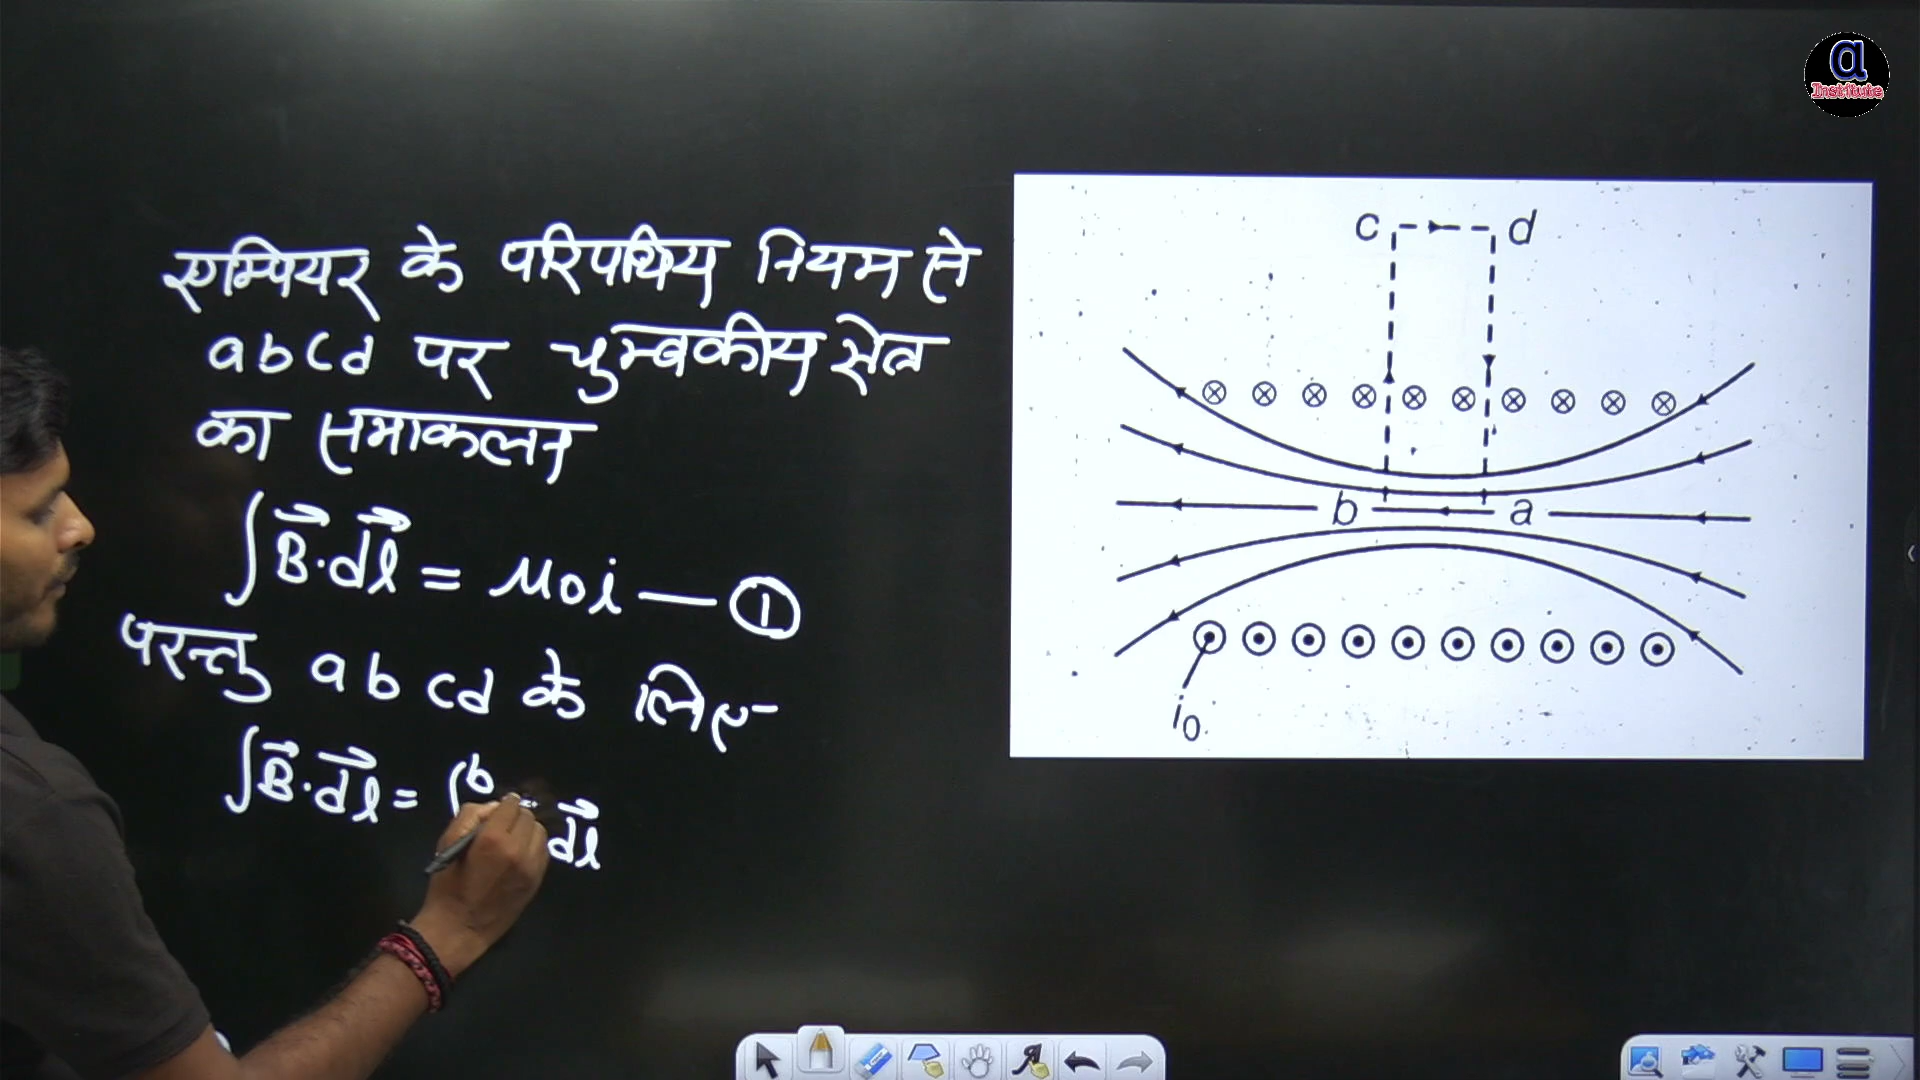 एम्पियर के परिपथिय नियम से
abcd पर चुम्बकीय क्षेत्र
का समाकलन
∫B⃗·dl⃗ = μ0i — ①
परन्तु abcd के लिए
∫B⃗·dl⃗ = ∫b dl⃗
a
Institute
c d
b a
i0